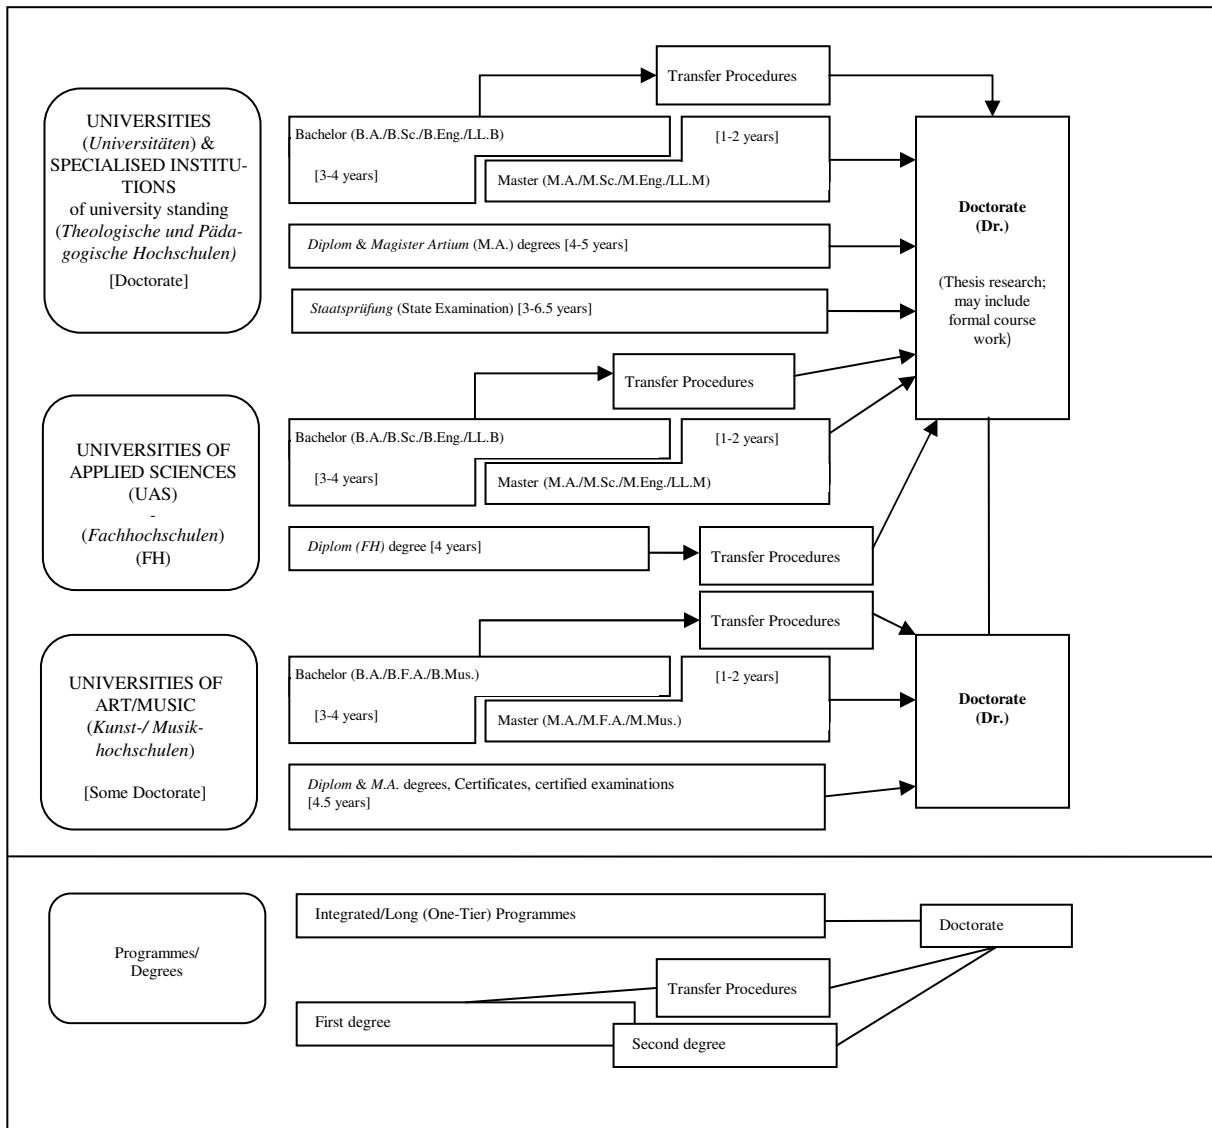 Transfer Procedures
UNIVERSITIES
(Universitäten) &
SPECIALISED INSTITU-
TIONS
of university standing
(Theologische und Päda-
gogische Hochschulen)
[Doctorate]
Bachelor (B.A./B.Sc./B.Eng./LL.B)
[3-4 years]
[1-2 years]
Master (M.A./M.Sc./M.Eng./LL.M)
Diplom & Magister Artium (M.A.) degrees [4-5 years]
Staatsprüfung (State Examination) [3-6.5 years]
Doctorate
(Dr.)
(Thesis research;
may include
formal course
work)
Transfer Procedures
UNIVERSITIES OF
APPLIED SCIENCES
(UAS)
-
(Fachhochschulen)
(FH)
Bachelor (B.A./B.Sc./B.Eng./LL.B)
[3-4 years]
[1-2 years]
Master (M.A./M.Sc./M.Eng./LL.M)
Diplom (FH) degree [4 years]
Transfer Procedures
Transfer Procedures
UNIVERSITIES OF
ART/MUSIC
(Kunst-/ Musik-
hochschulen)
[Some Doctorate]
Bachelor (B.A./B.F.A./B.Mus.)
[3-4 years]
[1-2 years]
Master (M.A./M.F.A./M.Mus.)
Diplom & M.A. degrees, Certificates, certified examinations
[4.5 years]
Doctorate
(Dr.)
Programmes/
Degrees
Integrated/Long (One-Tier) Programmes
Doctorate
Transfer Procedures
First degree
Second degree